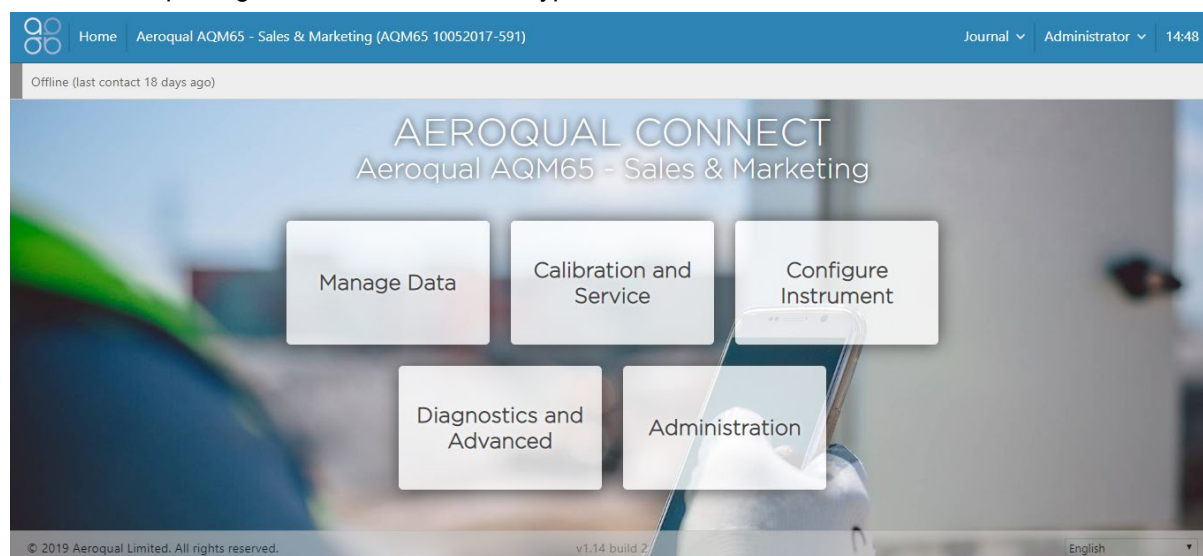 Home Aeroqual AQM65 - Sales & Marketing (AQM65 10052017-591) Journal Administrator 14:48
Offline (last contact 18 days ago)
AEROQUAL CONNECT
Aeroqual AQM65 - Sales & Marketing
Manage Data
Calibration and
Service
Configure
Instrument
Diagnostics and
Advanced
Administration
© 2019 Aeroqual Limited. All rights reserved. v1.14 build 2 English